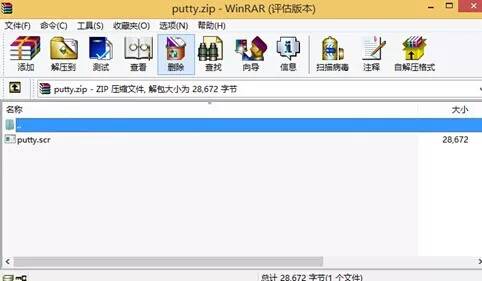 putty.zip - WinRAR (评估版本)
文件(F) 命令(C) 工具(S) 收藏夹(O) 选项(N) 帮助(H)
添加 解压到 测试 查看 删除 查找 向导 信息 扫描病毒 注释 自解压格式
putty.zip - ZIP 压缩文件, 解包大小为 28,672 字节
名称 大小
..
putty.scr 28,672
总计 28,672 字节(1 个文件)